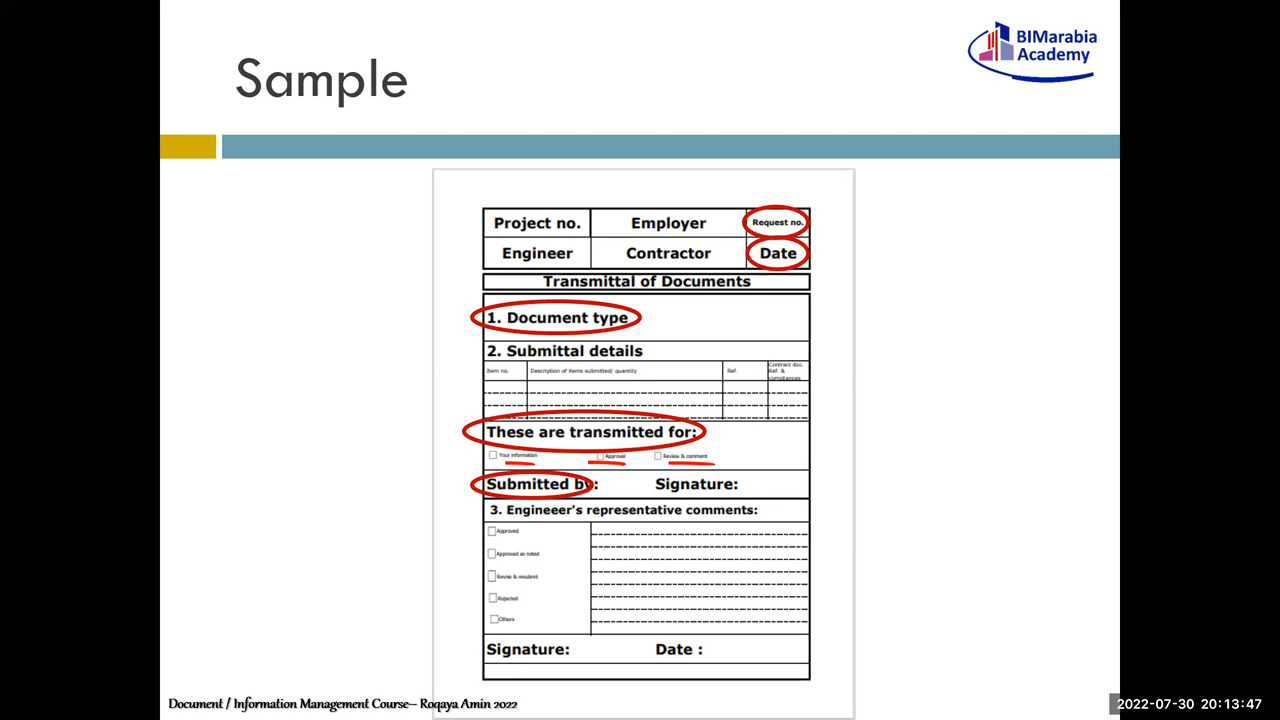 Sample
BIMarabia
Academy
Project no. Employer Request no.
Engineer Contractor Date
Transmittal of Documents
1. Document type
2. Submittal details
Item no. Description of items submitted/ quantity Ref. Contract doc. Ref. & compliances
These are transmitted for:
Your information Approval Review & comment
Submitted by: Signature:
3. Engineeer's representative comments:
Approved
Approved as noted
Revise & resubmit
Rejected
Others
Signature: Date :
Document / Information Management Course– Roqaya Amin 2022
2022-07-30 20:13:47